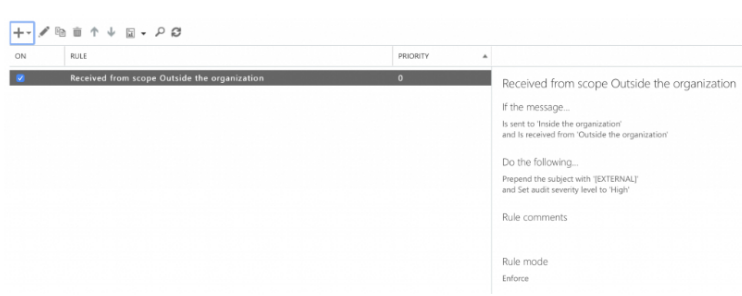 ON RULE PRIORITY
Received from scope Outside the organization 0
Received from scope Outside the organization
If the message...
Is sent to 'Inside the organization'
and Is received from 'Outside the organization'
Do the following...
Prepend the subject with '[EXTERNAL]'
and Set audit severity level to 'High'
Rule comments
Rule mode
Enforce